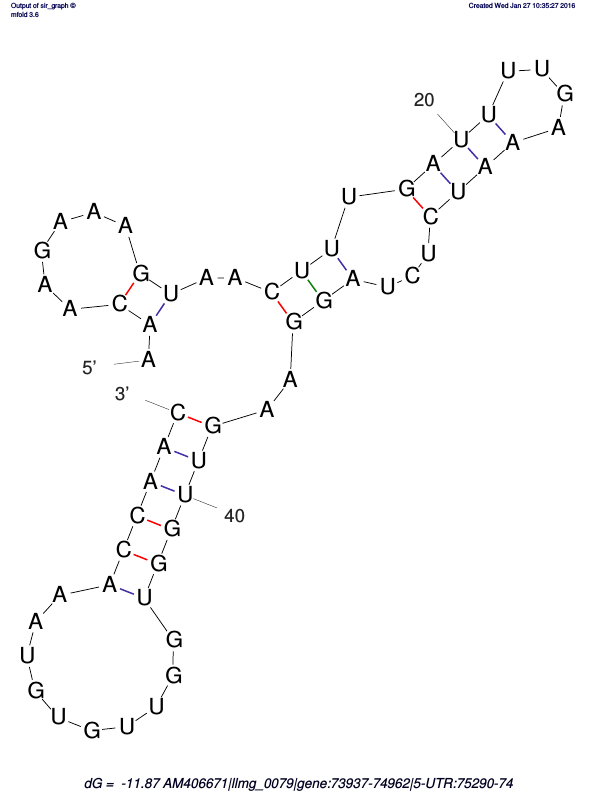 Output of sir_graph ©
mfold 3.6
Created Wed Jan 27 10:35:27 2016
U U
G
A
20
U
U A
A A
G U
U C
A A A
G A
A G U A A C U U U
A C A G A U C
A A G
5' A
3' A
C G A
A U
A U 40
C G
C G
A U
A
A G
U G
G U
U G U
dG = -11.87 AM406671|llmg_0079|gene:73937-74962|5-UTR:75290-74